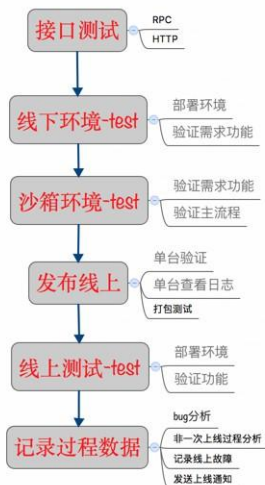 接口测试
RPC
HTTP
线下环境-test
部署环境
验证需求功能
沙箱环境-test
验证需求功能
验证主流程
发布线上
单台验证
单台查看日志
打包测试
线上测试-test
部署环境
验证功能
记录过程数据
bug分析
非一次上线过程分析
记录线上故障
发送上线通知